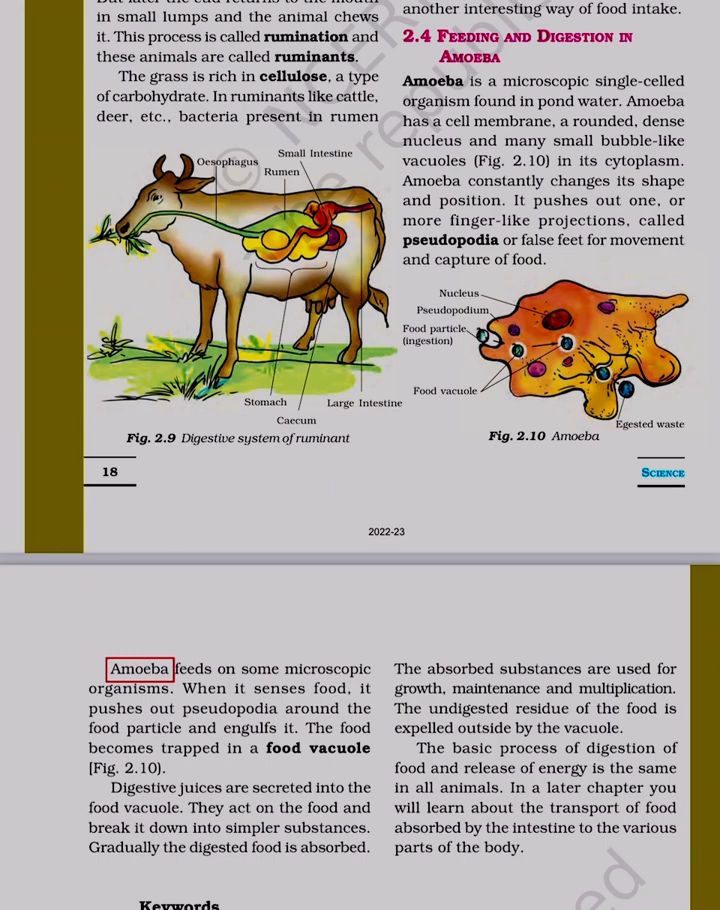 But later the cud returns to the mouth
in small lumps and the animal chews
it. This process is called rumination and
these animals are called ruminants.
The grass is rich in cellulose, a type
of carbohydrate. In ruminants like cattle,
deer, etc., bacteria present in rumen
Oesophagus
Small Intestine
Rumen
Stomach
Large Intestine
Caecum
Fig. 2.9 Digestive system of ruminant
another interesting way of food intake.
2.4 FEEDING AND DIGESTION IN
AMOEBA
Amoeba is a microscopic single-celled
organism found in pond water. Amoeba
has a cell membrane, a rounded, dense
nucleus and many small bubble-like
vacuoles (Fig. 2.10) in its cytoplasm.
Amoeba constantly changes its shape
and position. It pushes out one, or
more finger-like projections, called
pseudopodia or false feet for movement
and capture of food.
Nucleus
Pseudopodium
Food particle
(ingestion)
Food vacuole
Egested waste
Fig. 2.10 Amoeba
18
SCIENCE
2022-23
Amoeba feeds on some microscopic
organisms. When it senses food, it
pushes out pseudopodia around the
food particle and engulfs it. The food
becomes trapped in a food vacuole
[Fig. 2.10).
Digestive juices are secreted into the
food vacuole. They act on the food and
break it down into simpler substances.
Gradually the digested food is absorbed.
The absorbed substances are used for
growth, maintenance and multiplication.
The undigested residue of the food is
expelled outside by the vacuole.
The basic process of digestion of
food and release of energy is the same
in all animals. In a later chapter you
will learn about the transport of food
absorbed by the intestine to the various
parts of the body.
Keywords
© NCERT
be republi
ed